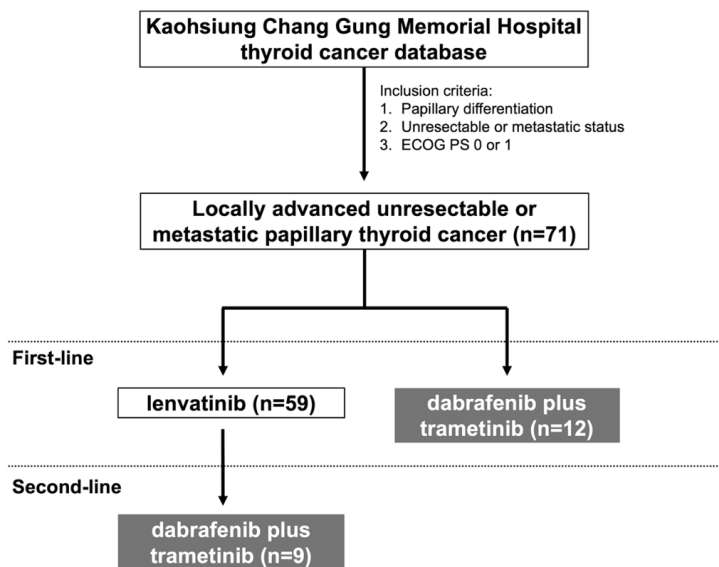 Kaohsiung Chang Gung Memorial Hospital
thyroid cancer database
Inclusion criteria:
1. Papillary differentiation
2. Unresectable or metastatic status
3. ECOG PS 0 or 1
Locally advanced unresectable or
metastatic papillary thyroid cancer (n=71)
First-line
lenvatinib (n=59)
dabrafenib plus
trametinib (n=12)
Second-line
dabrafenib plus
trametinib (n=9)